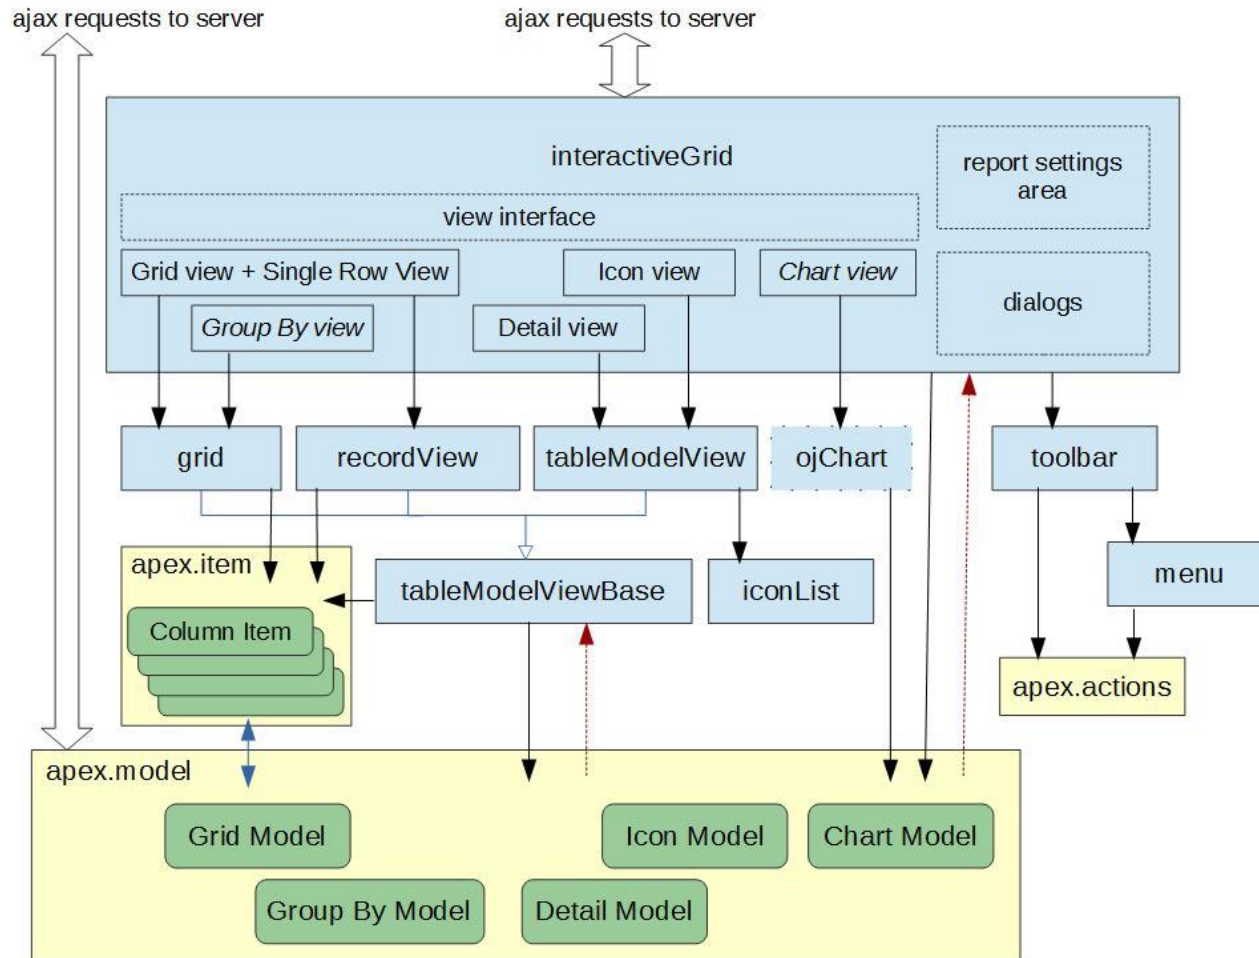 ajax requests to server
ajax requests to server
interactiveGrid
report settings
area
view interface
Grid view + Single Row View
Icon view
Chart view
Group By view
Detail view
dialogs
grid
recordView
tableModelView
ojChart
toolbar
apex.item
Column Item
tableModelViewBase
iconList
menu
apex.actions
apex.model
Grid Model
Icon Model
Chart Model
Group By Model
Detail Model